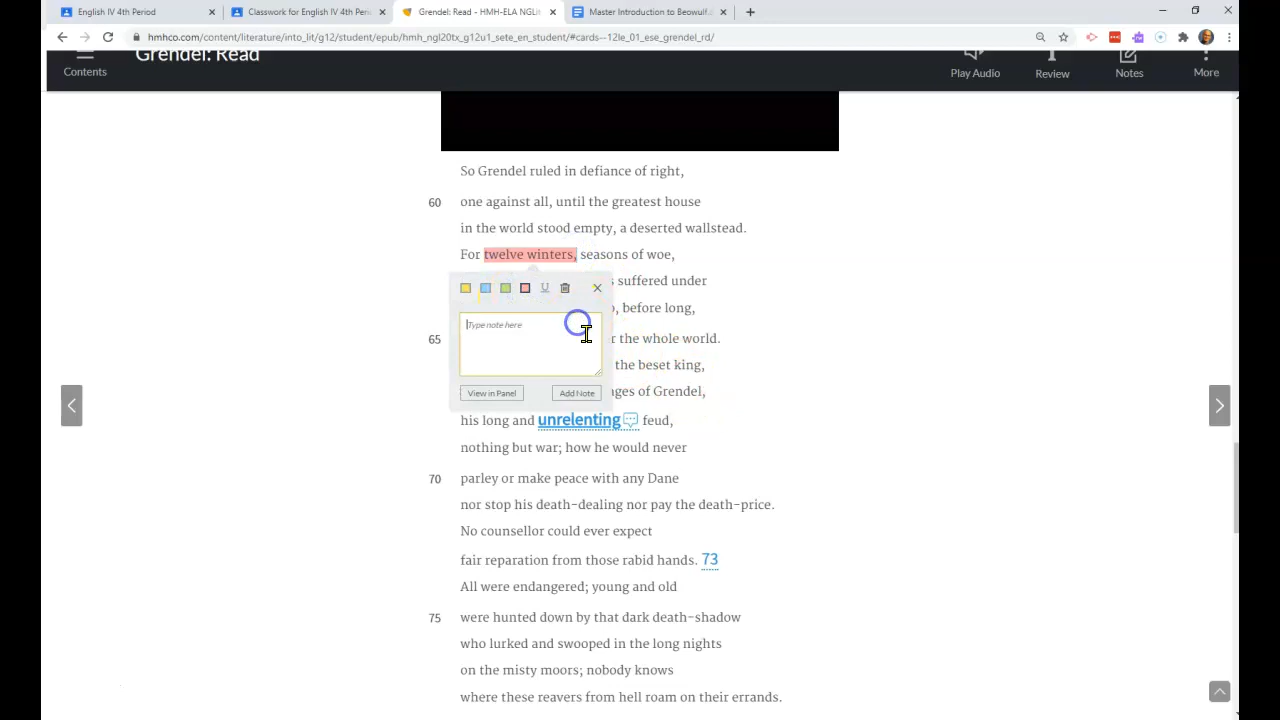 English IV 4th Period
Classwork for English IV 4th Peri
Grendel: Read - HMH-ELA NGLin
Master Introduction to Beowulf.d
hmhco.com/content/literature/into_lit/g12/student/epub/hmh_ngl20tx_g12u1_sete_en_student/#cards--12le_01_ese_grendel_rd/
Contents
Grendel: Read
Play Audio
Review
Notes
More
So Grendel ruled in defiance of right,
60 one against all, until the greatest house
in the world stood empty, a deserted wallstead.
For twelve winters, seasons of woe,
s suffered under
, before long,
65 r the whole world.
the beset king,
ges of Grendel,
Type note here
View in Panel
Add Note
his long and unrelenting feud,
nothing but war; how he would never
70 parley or make peace with any Dane
nor stop his death-dealing nor pay the death-price.
No counsellor could ever expect
fair reparation from those rabid hands. 73
All were endangered; young and old
75 were hunted down by that dark death-shadow
who lurked and swooped in the long nights
on the misty moors; nobody knows
where these reavers from hell roam on their errands.